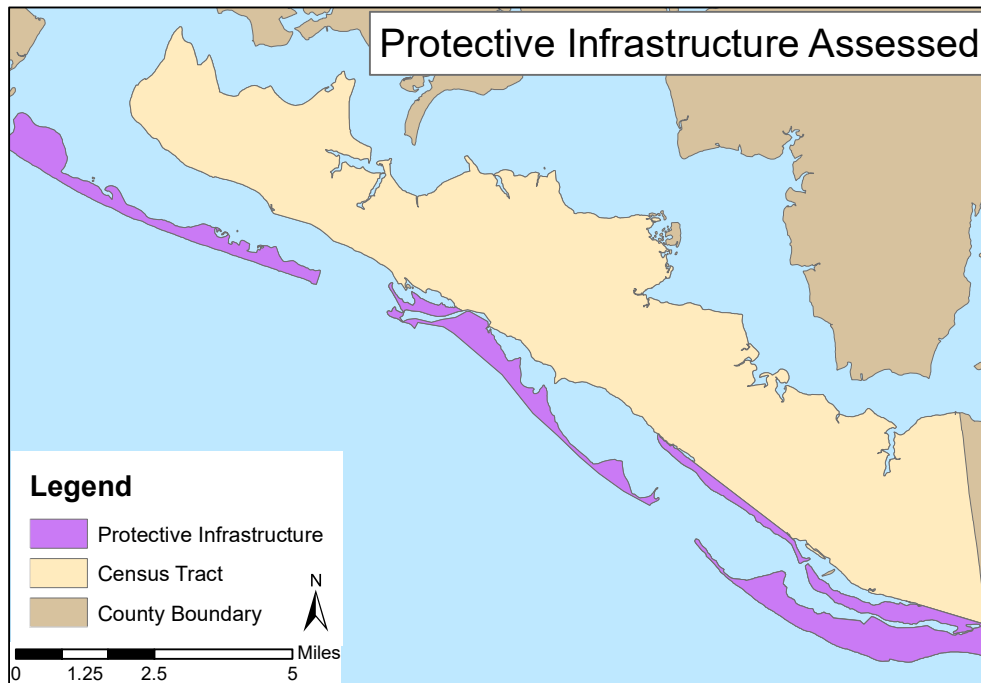 Protective Infrastructure Assessed
Legend
Protective Infrastructure
Census Tract
County Boundary
N
Miles
0 1.25 2.5 5